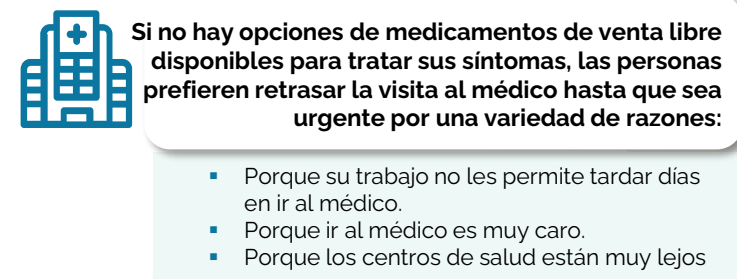 Si no hay opciones de medicamentos de venta libre
disponibles para tratar sus síntomas, las personas
prefieren retrasar la visita al médico hasta que sea
urgente por una variedad de razones:
▪ Porque su trabajo no les permite tardar días
en ir al médico.
▪ Porque ir al médico es muy caro.
▪ Porque los centros de salud están muy lejos